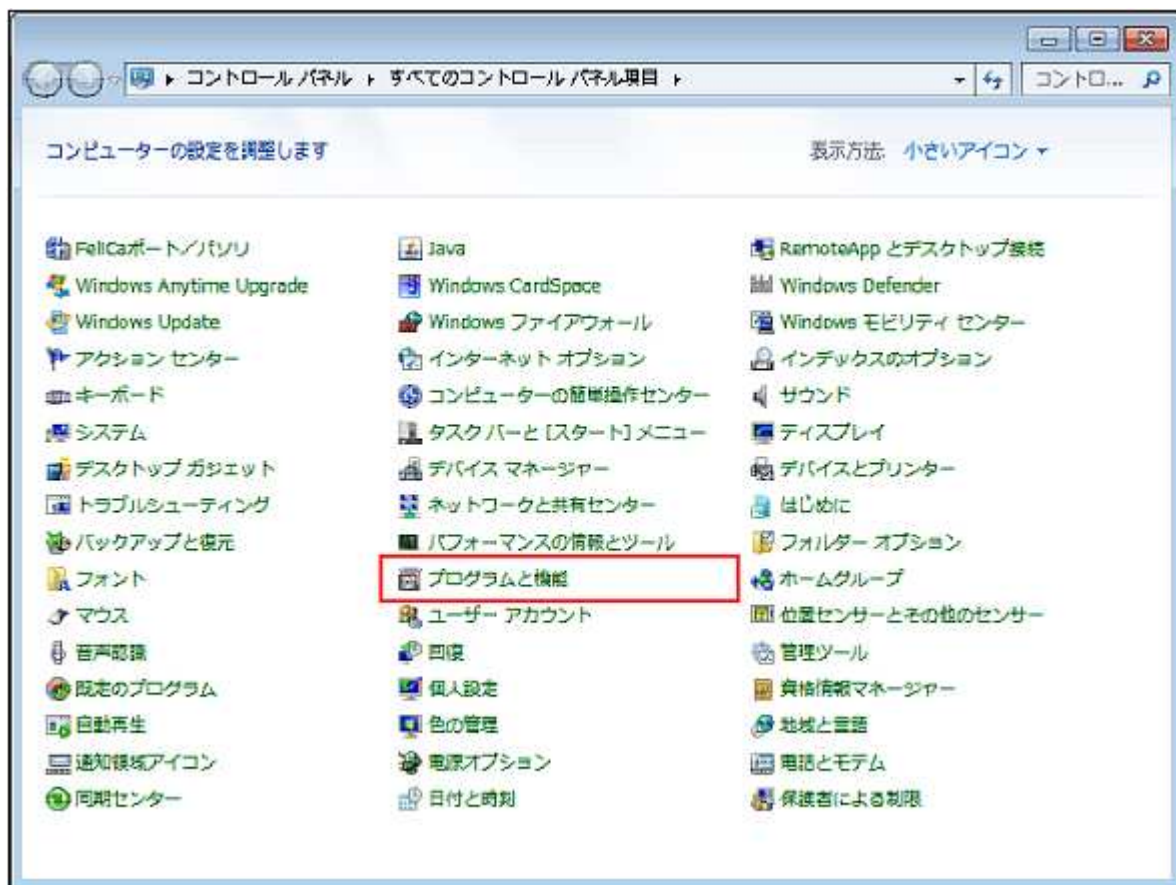 コントロール パネル ▸ すべてのコントロール パネル項目 ▸ コントロ...
コンピューターの設定を調整します 表示方法: 小さいアイコン
FeliCaポート／パソリ Java RemoteApp とデスクトップ接続
Windows Anytime Upgrade Windows CardSpace Windows Defender
Windows Update Windows ファイアウォール Windows モビリティ センター
アクション センター インターネット オプション インデックスのオプション
キーボード コンピューターの簡単操作センター サウンド
システム タスク バーと [スタート] メニュー ディスプレイ
デスクトップ ガジェット デバイス マネージャー デバイスとプリンター
トラブルシューティング ネットワークと共有センター はじめに
バックアップと復元 パフォーマンスの情報とツール フォルダー オプション
フォント プログラムと機能 ホームグループ
マウス ユーザー アカウント 位置センサーとその他のセンサー
音声認識 回復 管理ツール
既定のプログラム 個人設定 資格情報マネージャー
自動再生 色の管理 地域と言語
通知領域アイコン 電源オプション 電話とモデム
同期センター 日付と時刻 保護者による制限